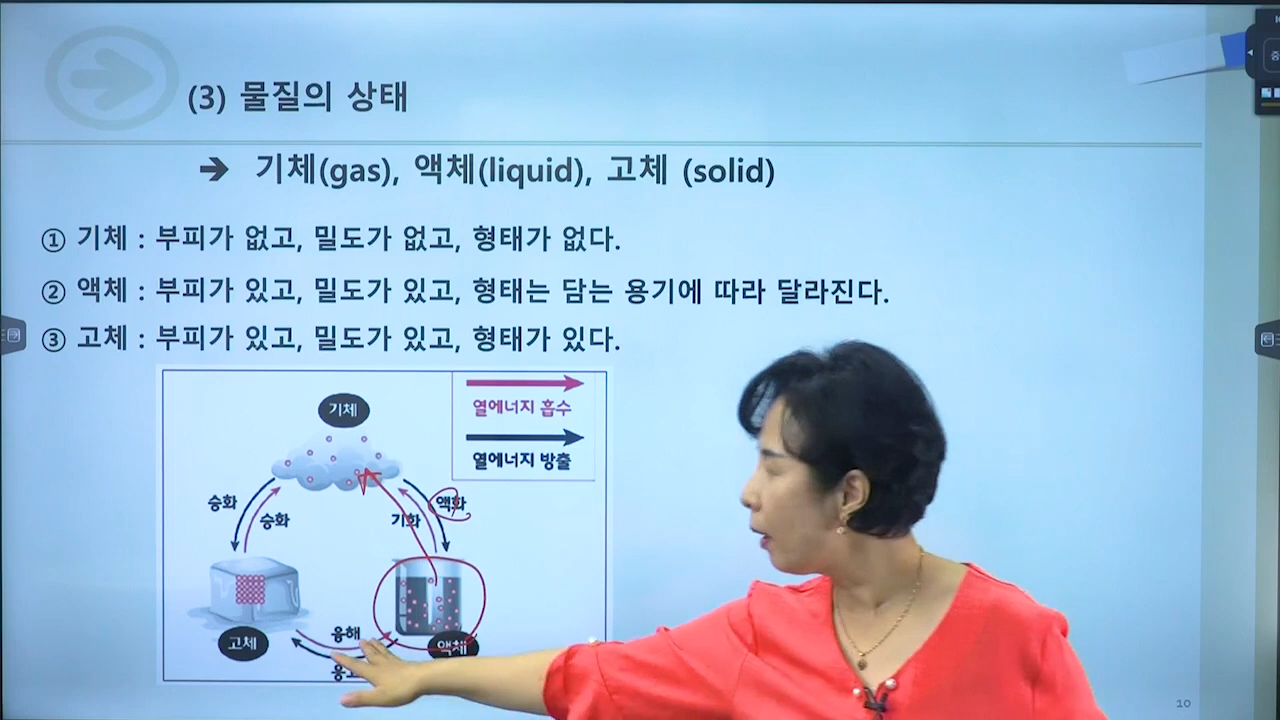 (3) 물질의 상태
➔ 기체(gas), 액체(liquid), 고체 (solid)
① 기체 : 부피가 없고, 밀도가 없고, 형태가 없다.
② 액체 : 부피가 있고, 밀도가 있고, 형태는 담는 용기에 따라 달라진다.
③ 고체 : 부피가 있고, 밀도가 있고, 형태가 있다.
기체
열에너지 흡수
열에너지 방출
승화
승화
기화
액화
고체
액체
10